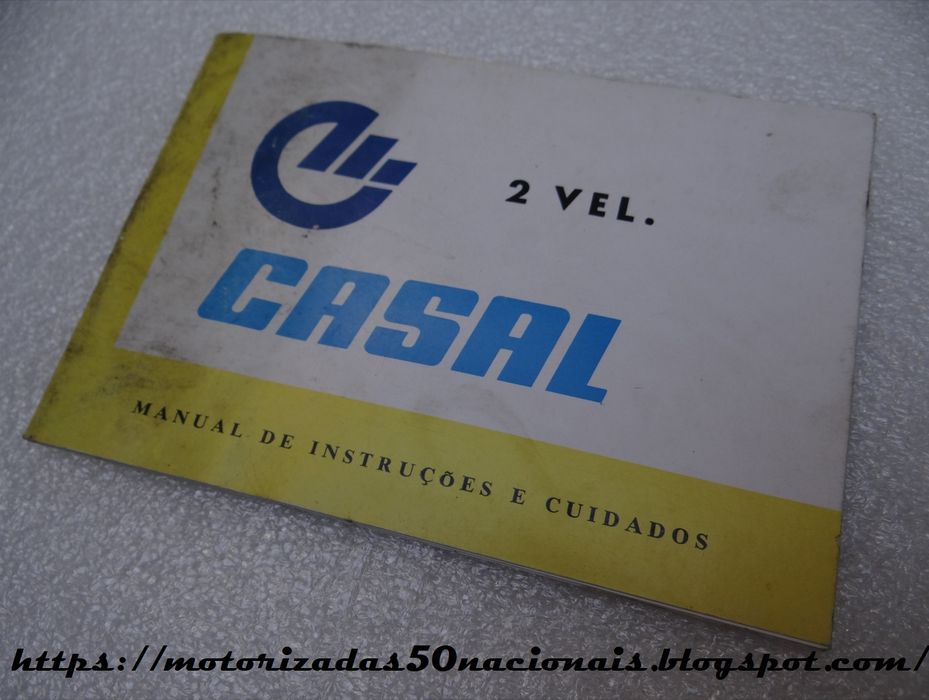 2 VEL.
CASAL
MANUAL DE INSTRUÇÕES E CUIDADOS
https://motorizadas50nacionais.blogspot.com/